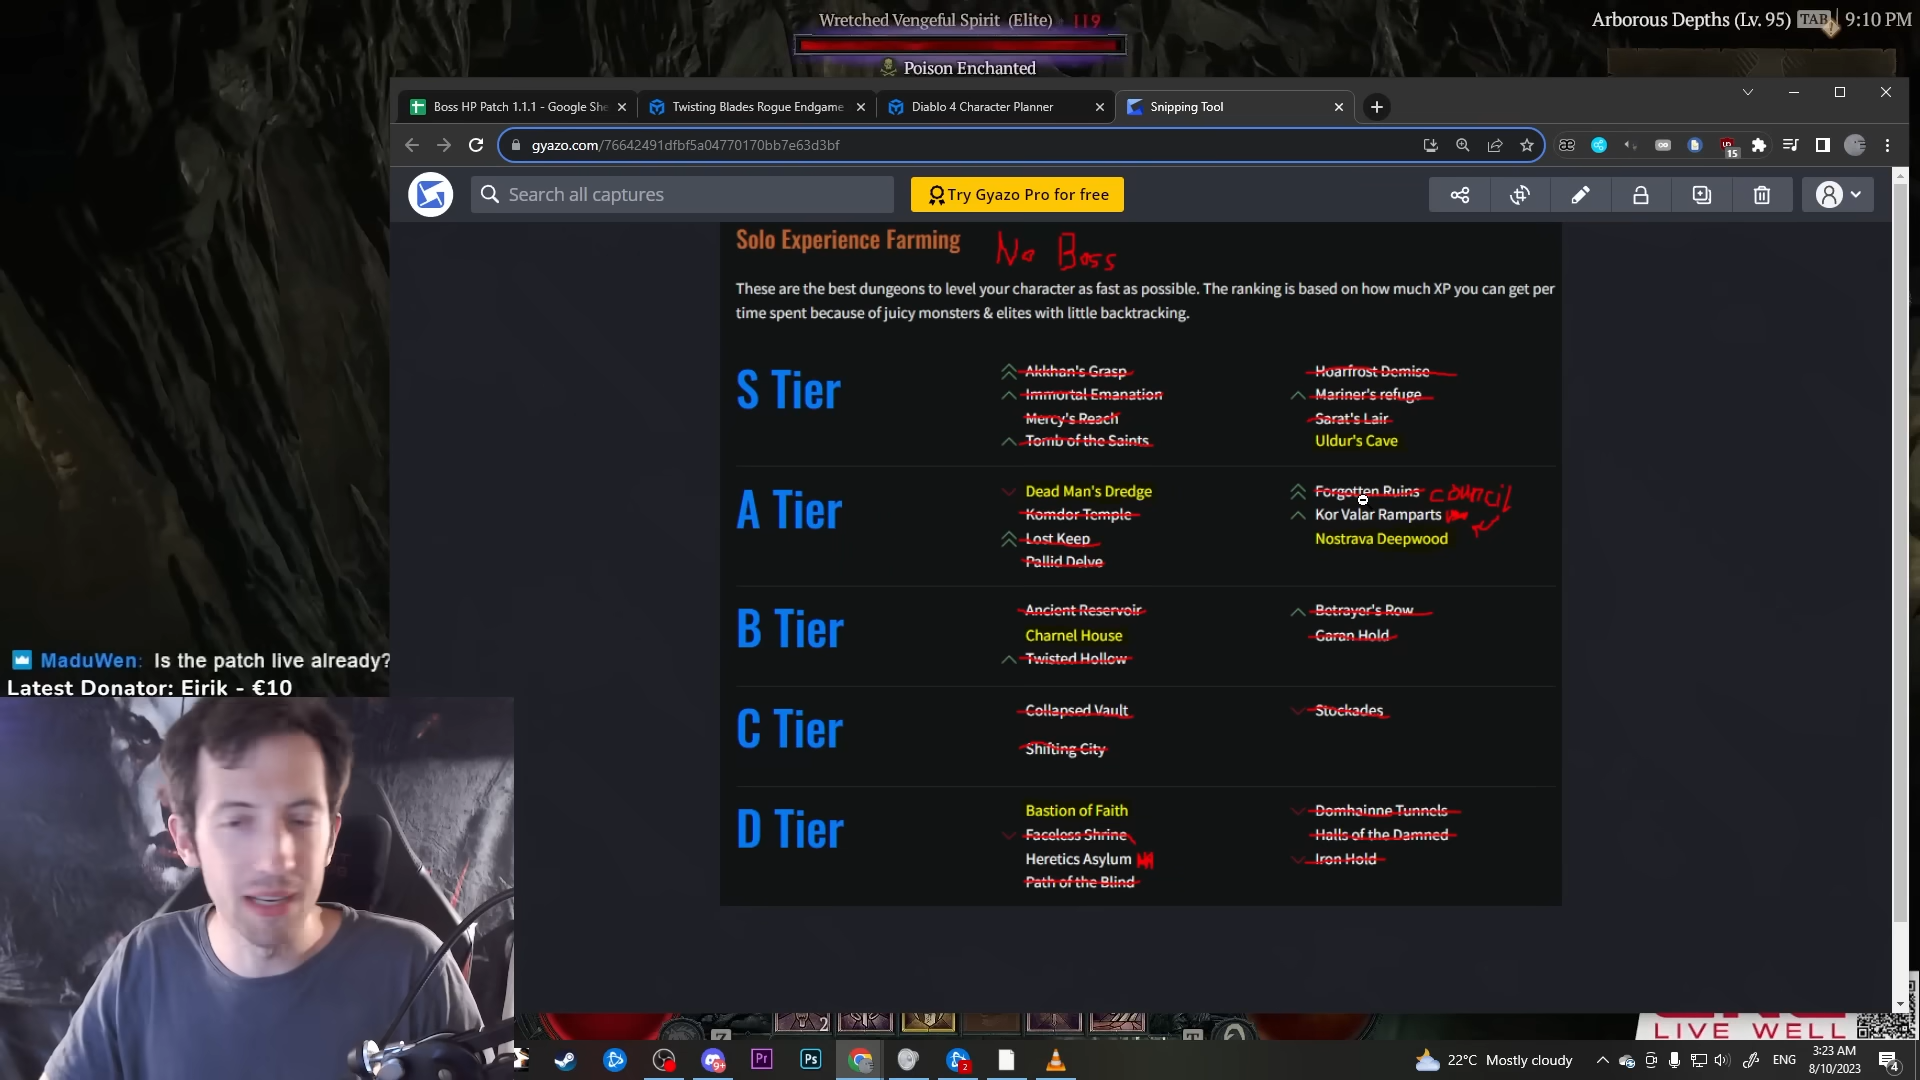 Wretched Vengeful Spirit (Elite) 119
Poison Enchanted
Arborous Depths (Lv. 95) TAB 9:10 PM
Boss HP Patch 1.1.1 - Google She
Twisting Blades Rogue Endgame
Diablo 4 Character Planner
Snipping Tool
gyazo.com/76642491dfbf5a04770170bb7e63d3bf
15
Search all captures
Try Gyazo Pro for free
Solo Experience Farming No Boss
These are the best dungeons to level your character as fast as possible. The ranking is based on how much XP you can get per
time spent because of juicy monsters & elites with little backtracking.
S Tier
Akkhan's Grasp
Immortal Emanation
Mercy's Reach
Tomb of the Saints
Hoarfrost Demise
Mariner's refuge
Sarat's Lair
Uldur's Cave
A Tier
Dead Man's Dredge
Komdor Temple
Lost Keep
Pallid Delve
Forgotten Ruins council
Kor Valar Ramparts
Nostrava Deepwood
B Tier
Ancient Reservoir
Charnel House
Twisted Hollow
Betrayer's Row
Garan Hold
C Tier
Collapsed Vault
Shifting City
Stockades
D Tier
Bastion of Faith
Faceless Shrine
Heretics Asylum
Path of the Blind
Domhainne Tunnels
Halls of the Damned
Iron Hold
MaduWen: Is the patch live already?
Latest Donator: Eirik - €10
Z
2
T
LIVE WELL
9+
Pr
Ps
2
22°C Mostly cloudy
ENG
3:23 AM
8/10/2023
4